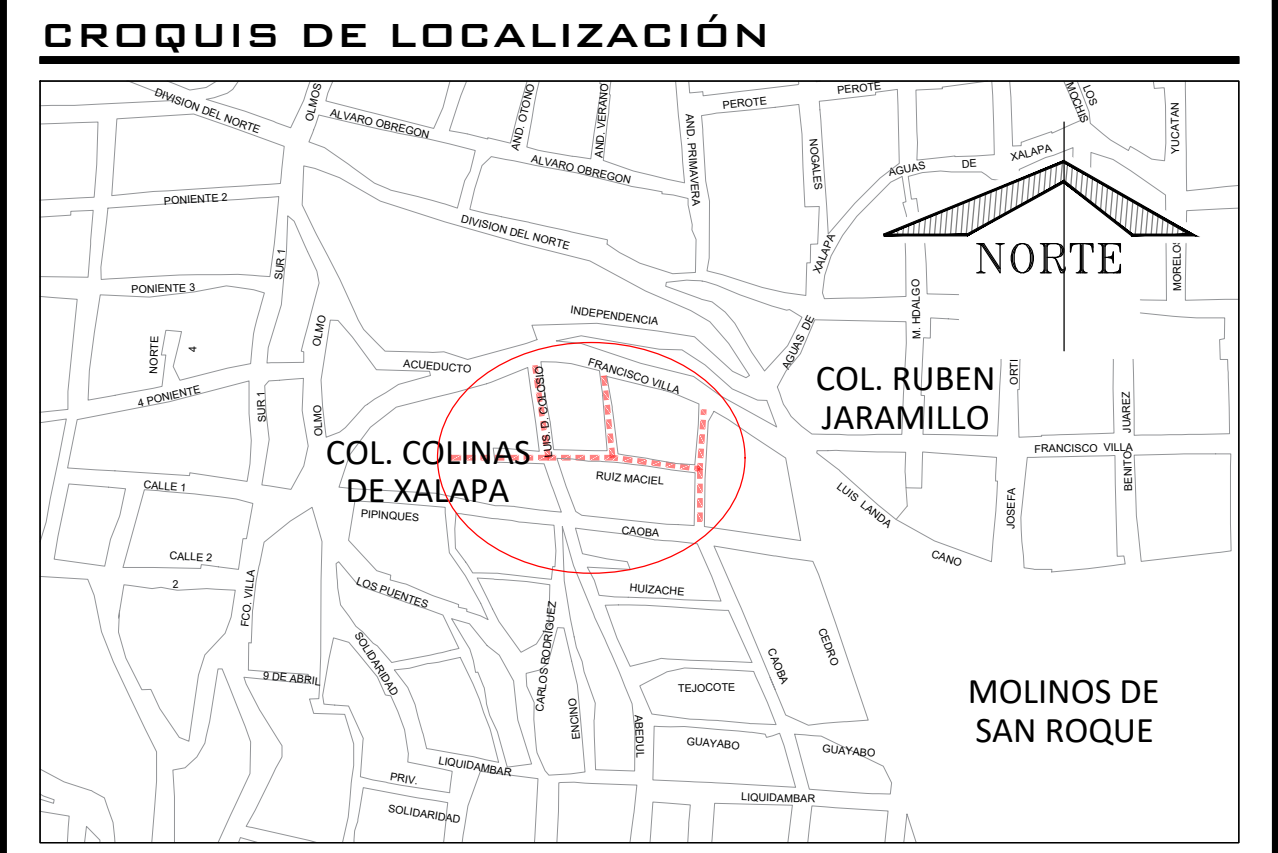 CROQUIS DE LOCALIZACIÓN
DIVISION DEL NORTE
OLMOS
ALVARO OBREGON
AND. OTOÑO
AND. VERANO
PEROTE
PEROTE
LOS
MOCHIS
YUCATAN
AND. PRIMAVERA
NOGALES
AGUAS DE XALAPA
ALVARO OBREGON
PONIENTE 2
DIVISION DEL NORTE
SUR 1
XALAPA
NORTE
MORELOS
PONIENTE 3
M. HDALGO
INDEPENDENCIA
OLMO
AGUAS DE
NORTE
4
ACUEDUCTO
FRANCISCO VILLA
COL. RUBEN
JARAMILLO
ORTI
4 PONIENTE
SUR 1
OLMO
LUIS. D. COLOSIO
JUAREZ
BENITO
FRANCISCO VILLA
COL. COLINAS
DE XALAPA
RUIZ MACIEL
CALLE 1
LUIS LANDA
CANO
JOSEFA
PIPINQUES
CAOBA
CALLE 2
2
FCO. VILLA
LOS PUENTES
HUIZACHE
CARLOS RODRÍGUEZ
SOLIDARIDAD
CEDRO
CAOBA
9 DE ABRIL
TEJOCOTE
MOLINOS DE
SAN ROQUE
ENCINO
ABEDUL
GUAYABO
GUAYABO
LIQUIDAMBAR
PRIV.
SOLIDARIDAD
LIQUIDAMBAR